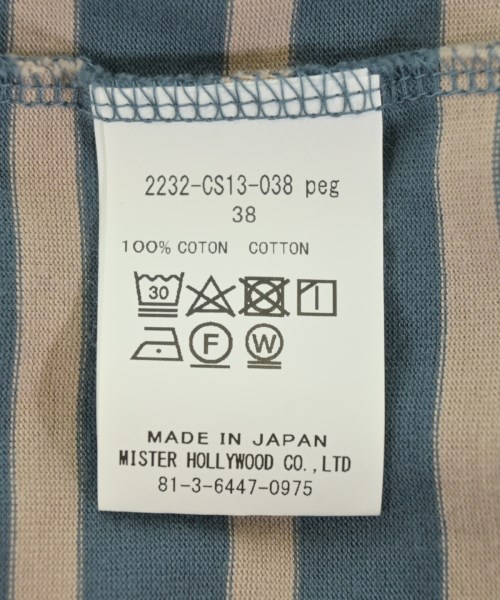 2232-CS13-038 peg
38
100% COTON COTTON
30
F W
MADE IN JAPAN
MISTER HOLLYWOOD CO.,LTD
81-3-6447-0975